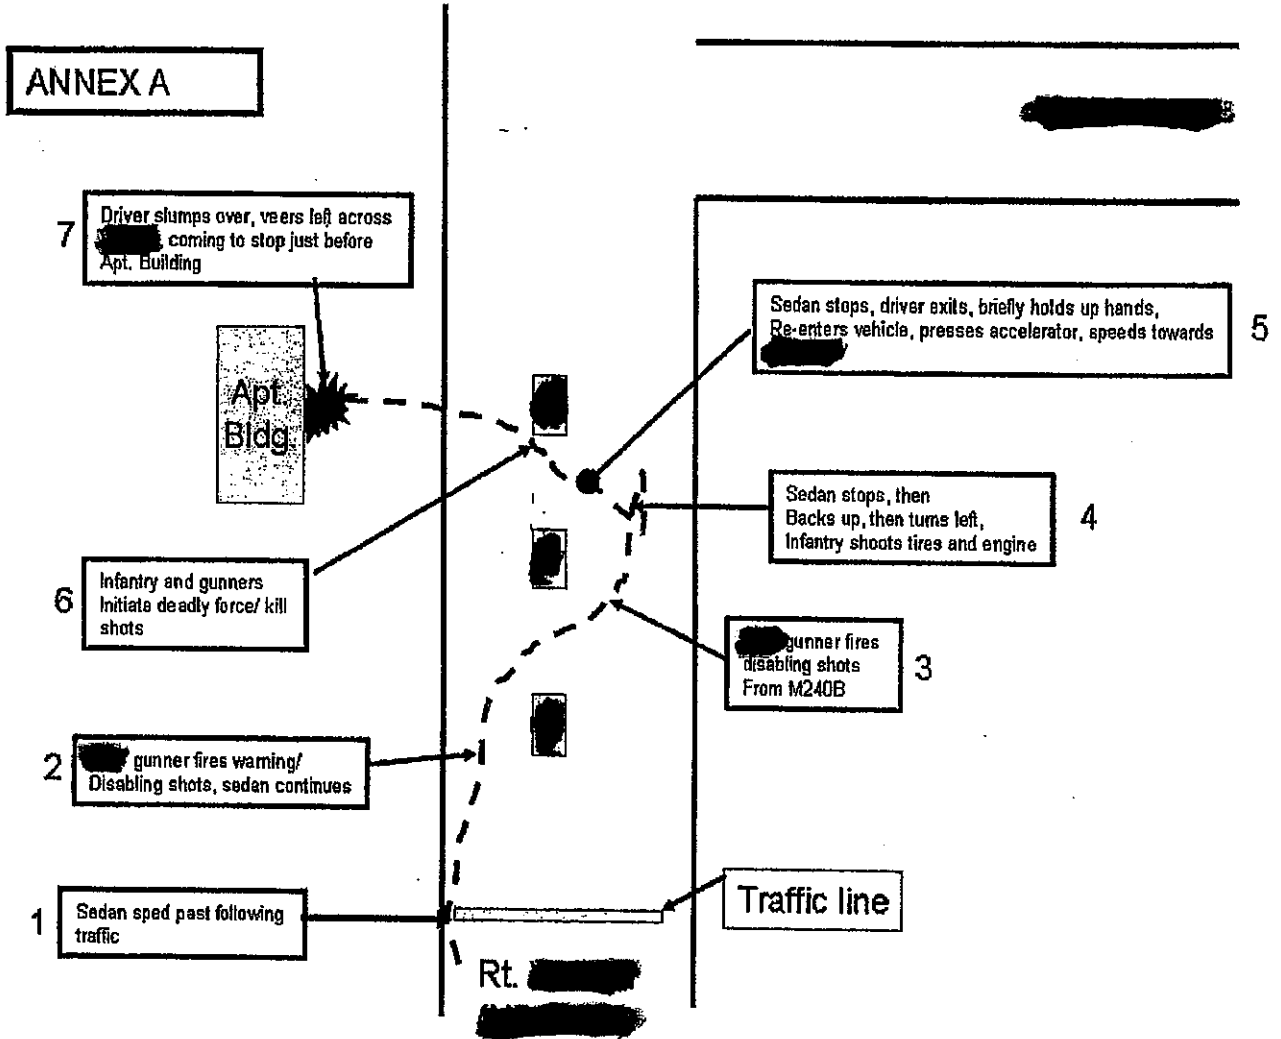 ANNEX A
7
Driver slumps over, veers left across
coming to stop just before
Apt. Building
Sedan stops, driver exits, briefly holds up hands,
Re-enters vehicle, presses accelerator, speeds towards
5
Apt.
Bldg.
Sedan stops, then
Backs up, then turns left,
Infantry shoots tires and engine
4
6
Infantry and gunners
Initiate deadly force/ kill
shots
gunner fires
disabling shots
From M240B
3
2
gunner fires warning/
Disabling shots, sedan continues
1
Sedan sped past following
traffic
Traffic line
Rt.